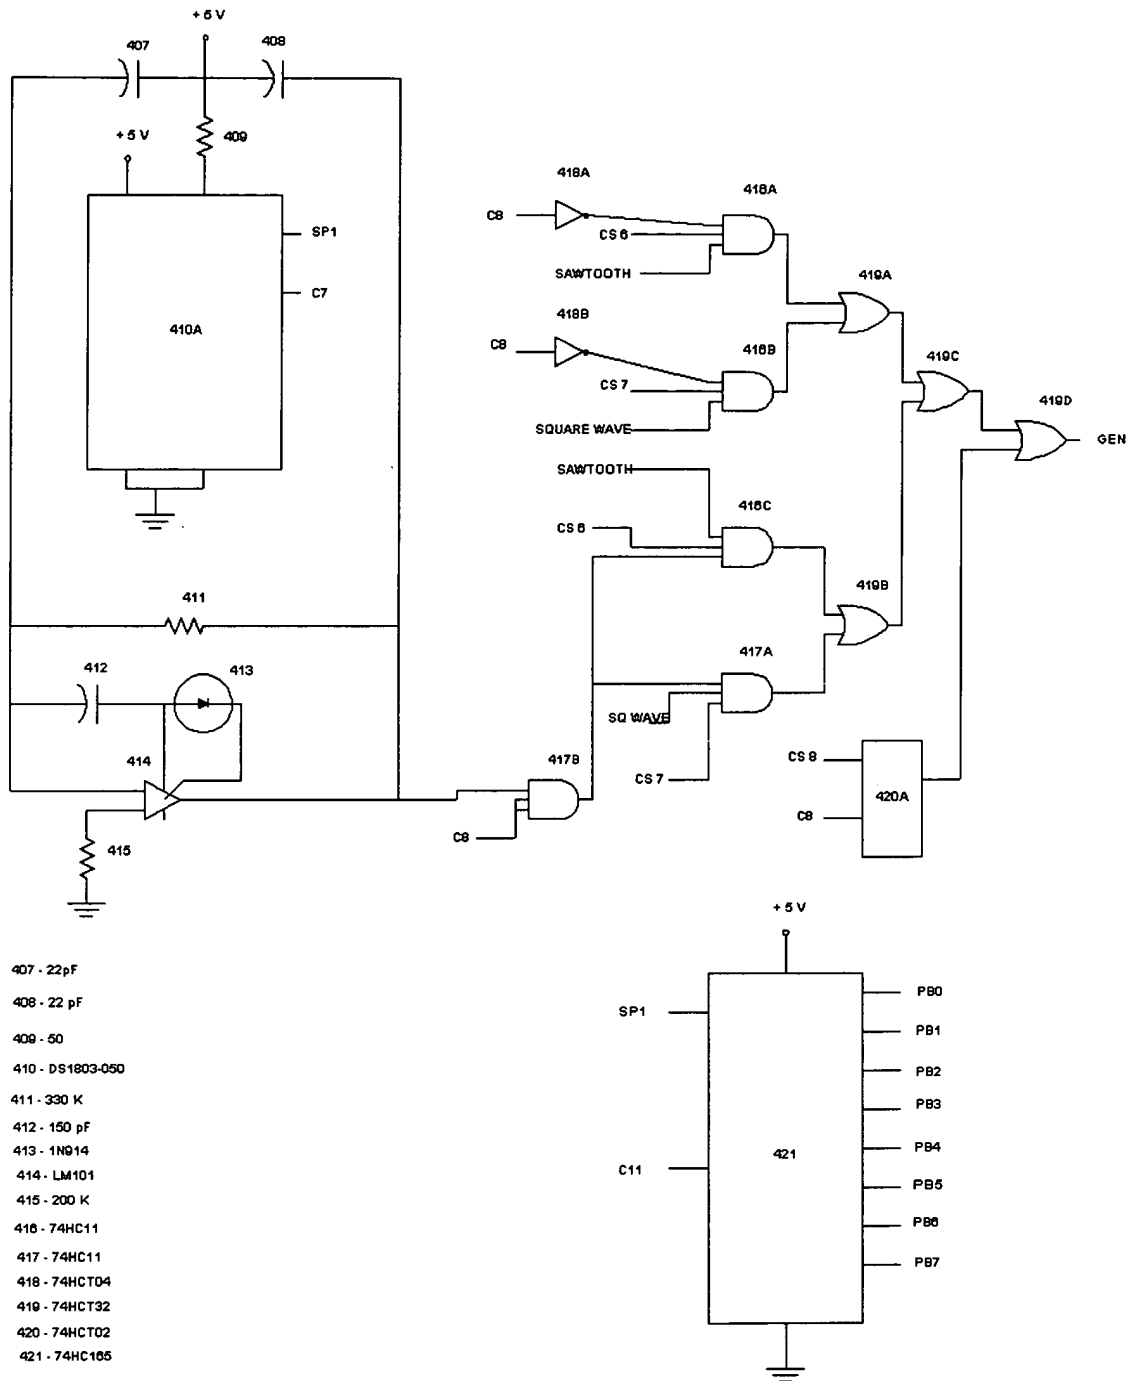 + 5 V
407
408
+ 5 V
409
SP1
C7
410A
411
412
413
414
415
418A
C8
CS 6
SAWTOOTH
416A
419A
418B
C8
416B
CS 7
SQUARE WAVE
419C
419D
GEN
SAWTOOTH
416C
CS 6
419B
417A
SQ WAVE
CS 7
417B
C8
CS 8
C8
420A
+ 5 V
SP1
C11
421
PB0
PB1
PB2
PB3
PB4
PB5
PB6
PB7
407 - 22pF
408 - 22 pF
409 - 50
410 - DS1803-050
411 - 330 K
412 - 150 pF
413 - 1N914
414 - LM101
415 - 200 K
416 - 74HC11
417 - 74HC11
418 - 74HCT04
419 - 74HCT32
420 - 74HCT02
421 - 74HC165